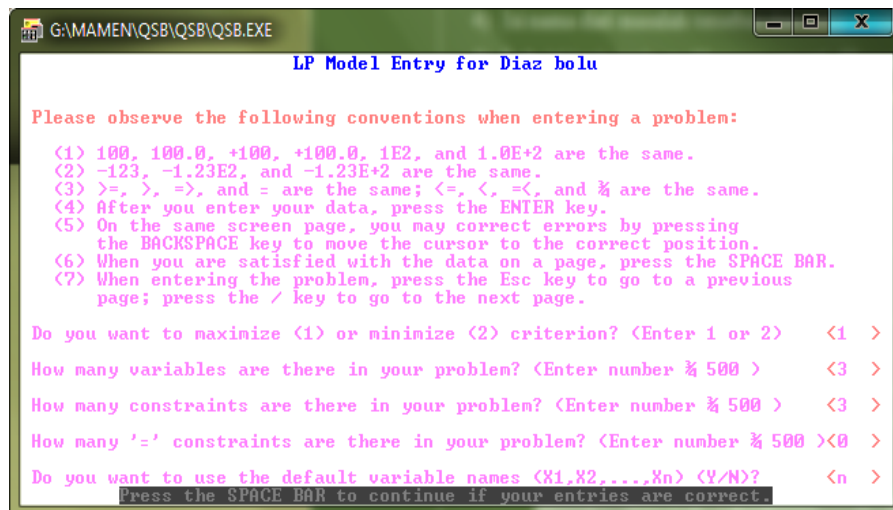 G:\MAMEN\QSB\QSB\QSB.EXE
LP Model Entry for Diaz bolu
Please observe the following conventions when entering a problem:
(1) 100, 100.0, +100, +100.0, 1E2, and 1.0E+2 are the same.
(2) -123, -1.23E2, and -1.23E+2 are the same.
(3) >=, >, =>, and = are the same; <=, <, =<, and ¾ are the same.
(4) After you enter your data, press the ENTER key.
(5) On the same screen page, you may correct errors by pressing
the BACKSPACE key to move the cursor to the correct position.
(6) When you are satisfied with the data on a page, press the SPACE BAR.
(7) When entering the problem, press the Esc key to go to a previous
page; press the / key to go to the next page.
Do you want to maximize (1) or minimize (2) criterion? (Enter 1 or 2) <1 >
How many variables are there in your problem? (Enter number ¾ 500 ) <3 >
How many constraints are there in your problem? (Enter number ¾ 500 ) <3 >
How many '=' constraints are there in your problem? (Enter number ¾ 500 )<0 >
Do you want to use the default variable names (X1,X2,...,Xn) (Y/N)? <n >
Press the SPACE BAR to continue if your entries are correct.